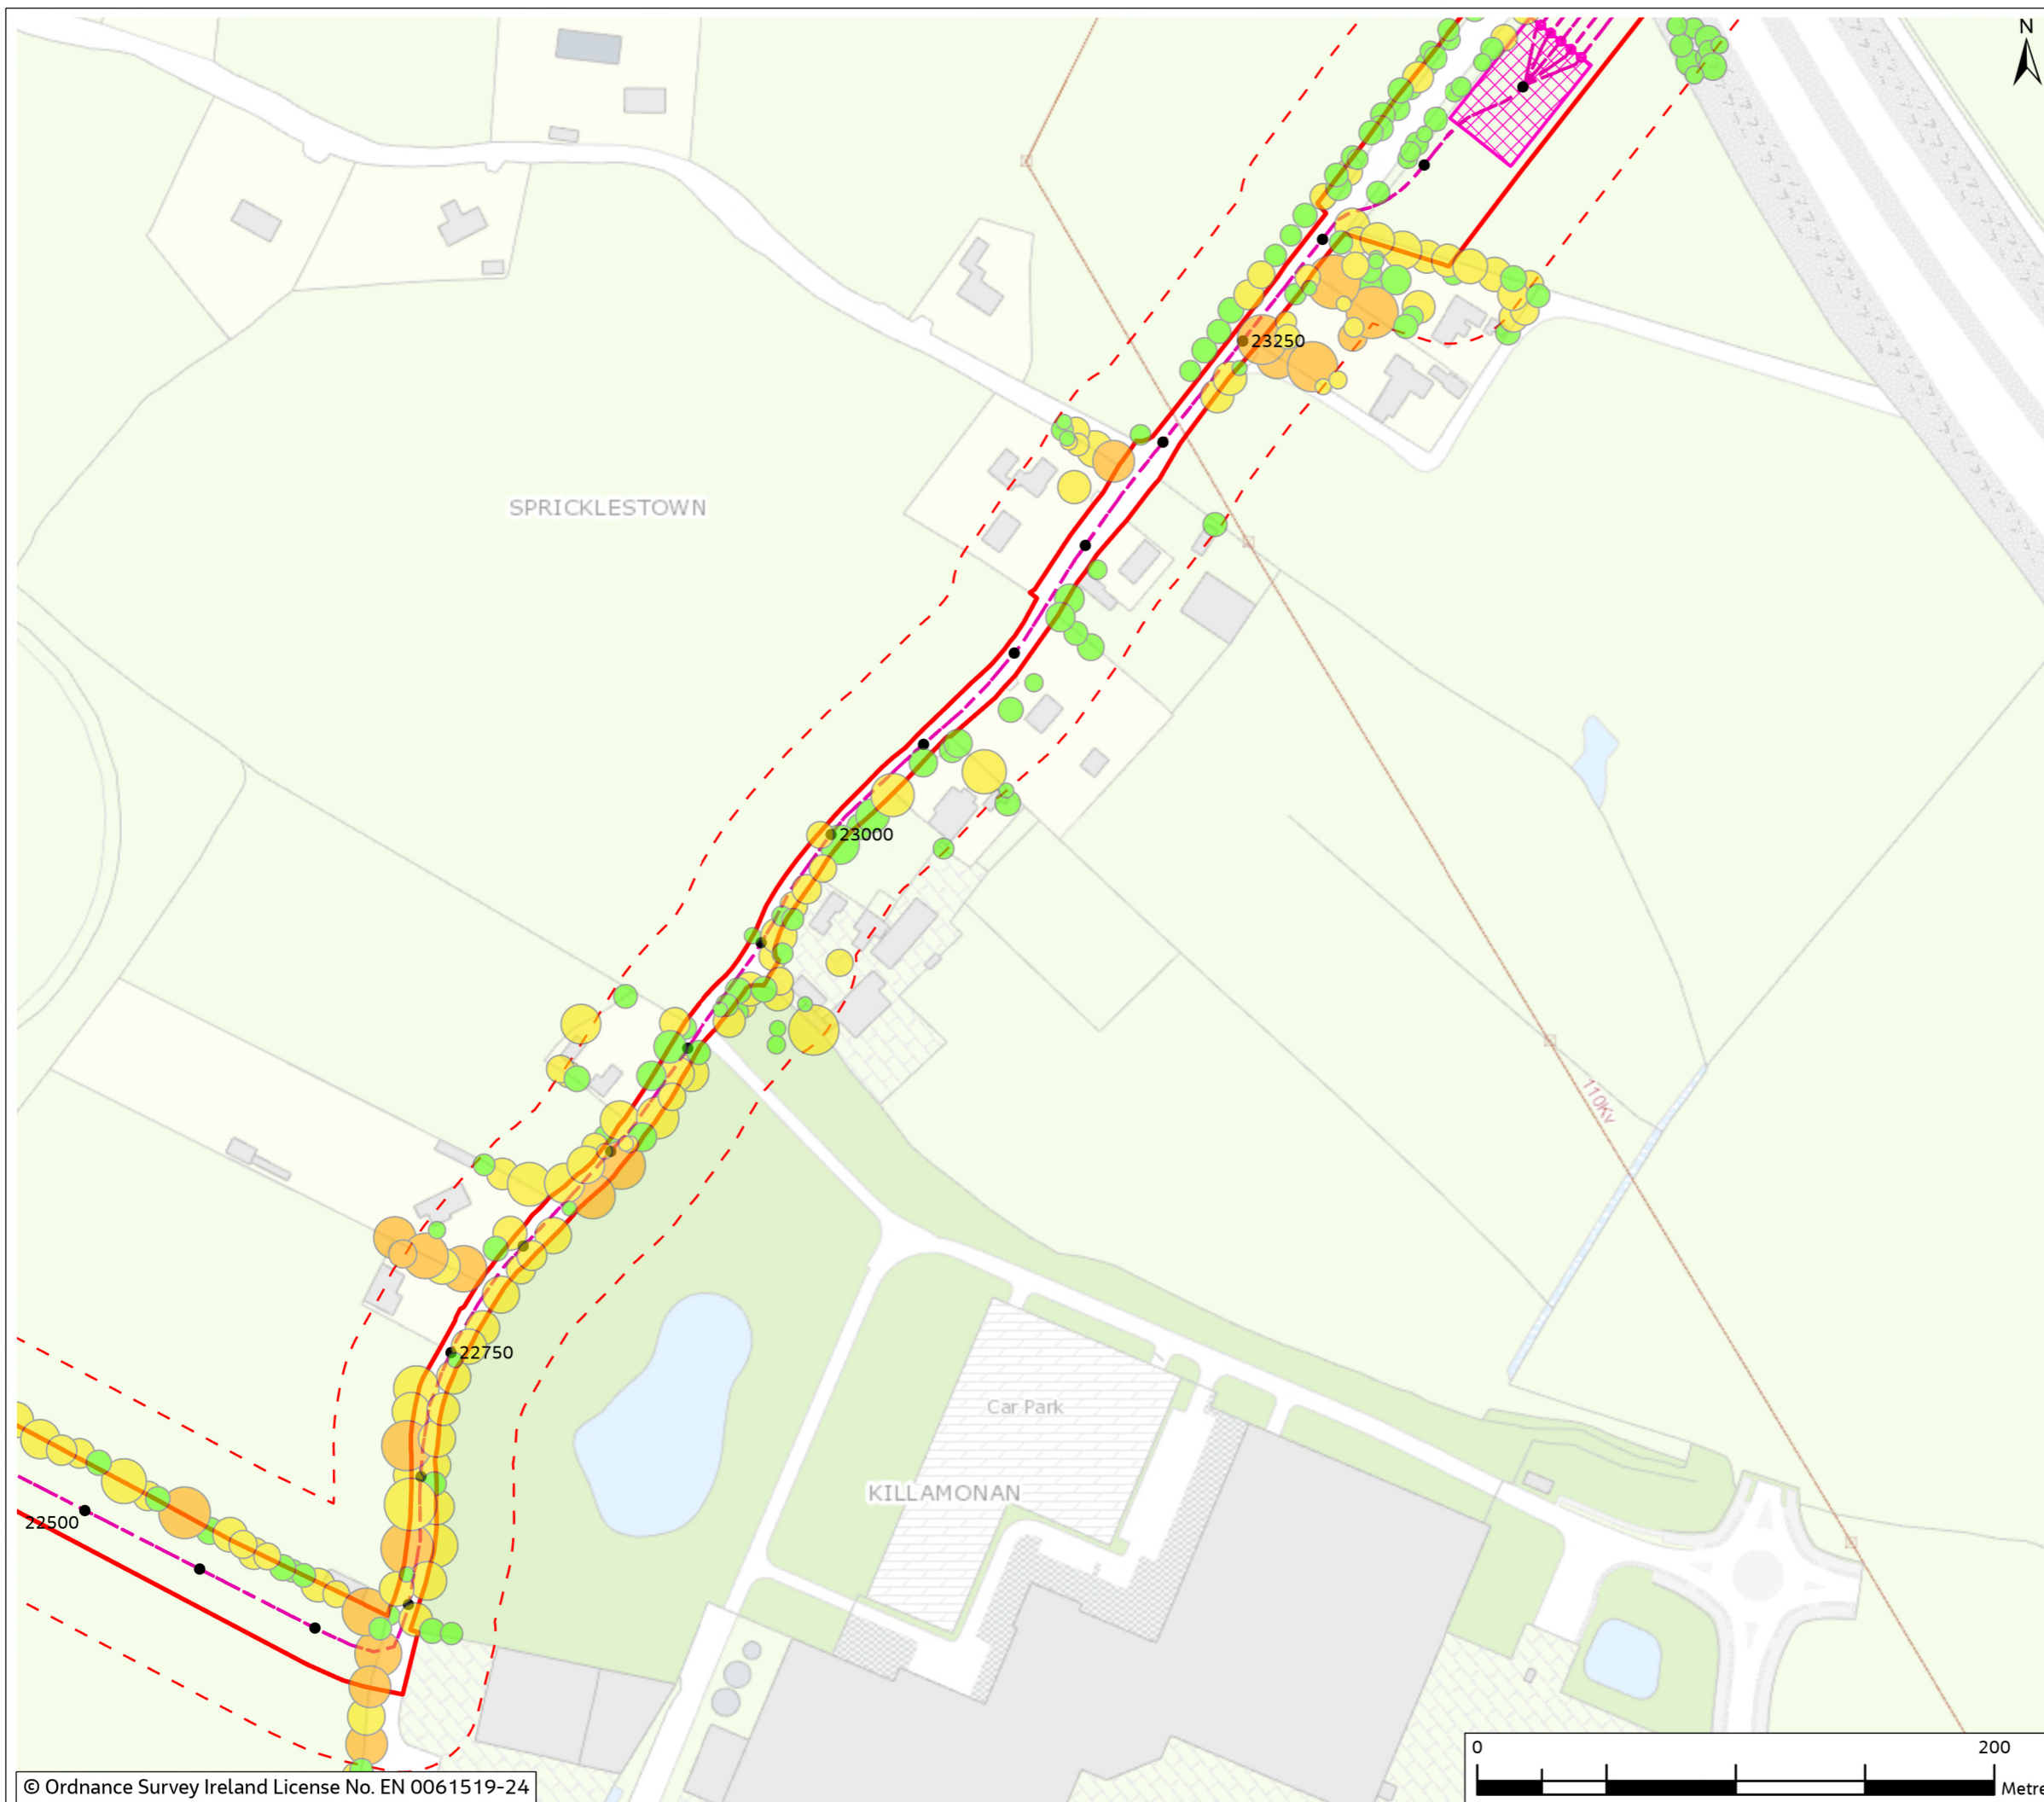 N
23250
SPRICKLESTOWN
23000
110Kv
22750
Car Park
KILLAMONAN
22500
0 200
Metre
© Ordnance Survey Ireland License No. EN 0061519-24